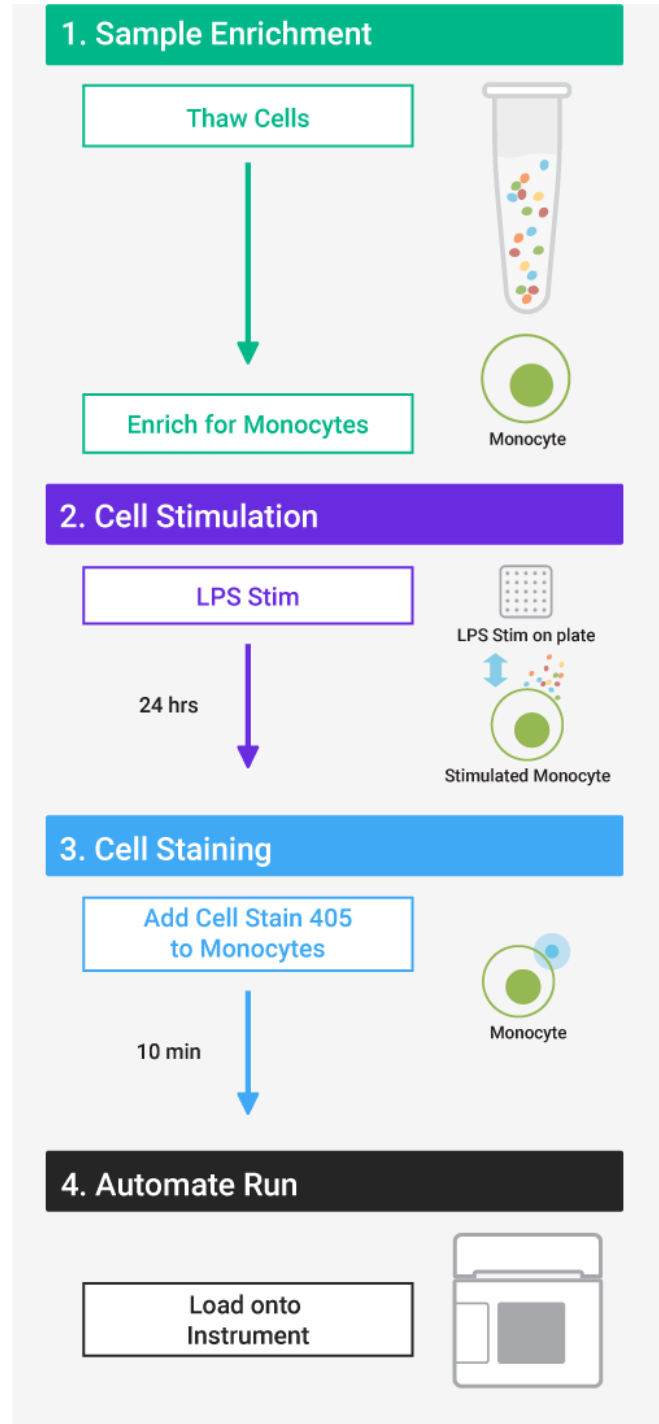 1. Sample Enrichment
Thaw Cells
Enrich for Monocytes
Monocyte
2. Cell Stimulation
LPS Stim
LPS Stim on plate
24 hrs
Stimulated Monocyte
3. Cell Staining
Add Cell Stain 405
to Monocytes
Monocyte
10 min
4. Automate Run
Load onto
Instrument